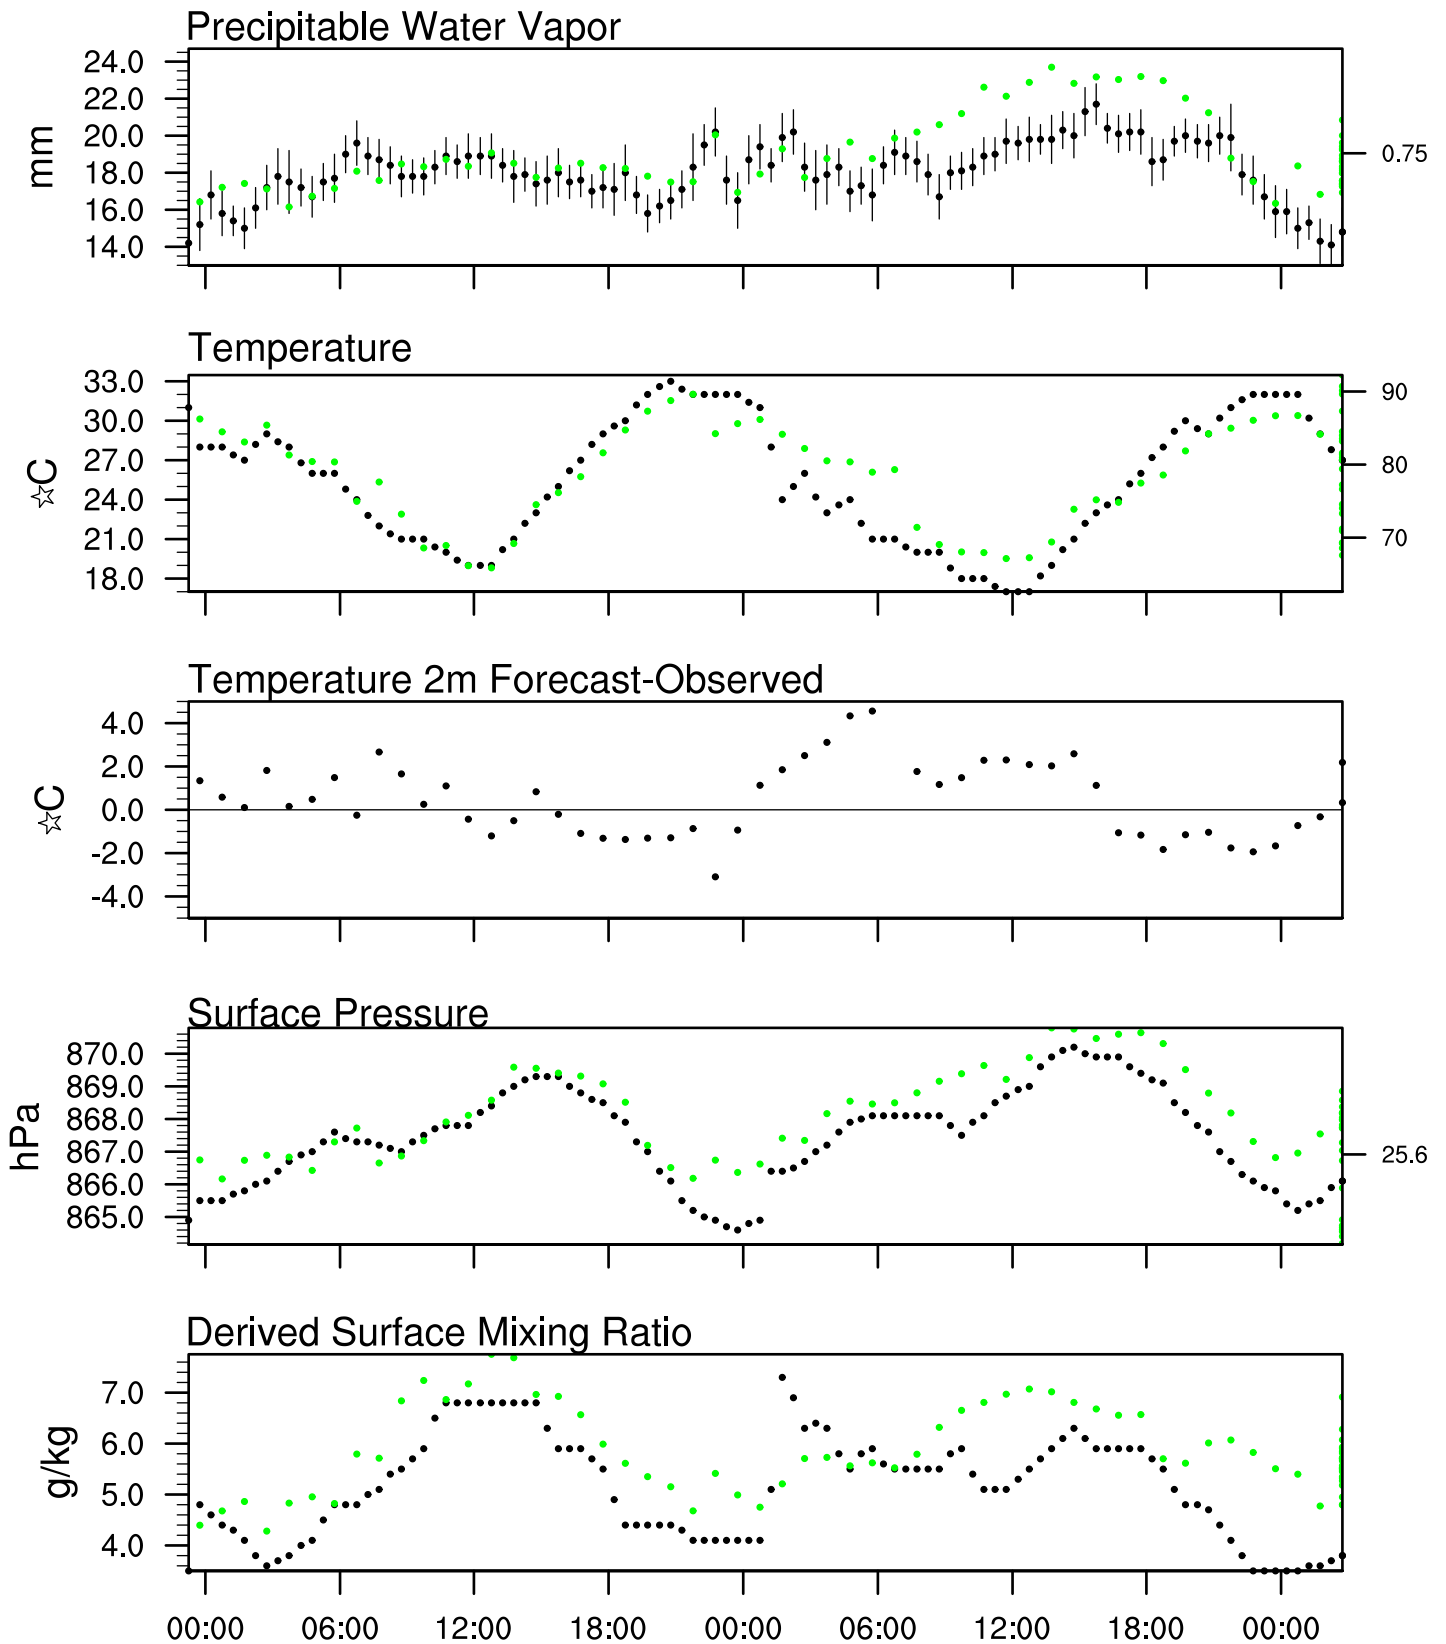 Precipitable Water Vapor
24.0
22.0
20.0
18.0
16.0
14.0
mm
0.75
Temperature
33.0
30.0
27.0
24.0
21.0
18.0
☆C
90
80
70
Temperature 2m Forecast-Observed
4.0
2.0
0.0
-2.0
-4.0
☆C
Surface Pressure
870.0
869.0
868.0
867.0
866.0
865.0
hPa
25.6
Derived Surface Mixing Ratio
7.0
6.0
5.0
4.0
g/kg
00:00 06:00 12:00 18:00 00:00 06:00 12:00 18:00 00:00